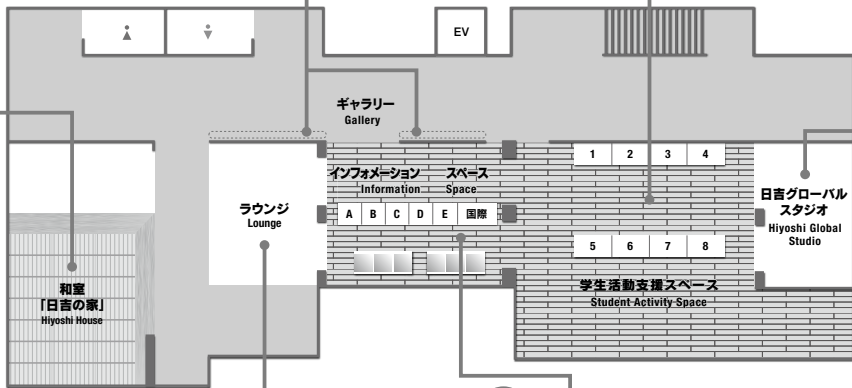 EV
ギャラリー
Gallery
インフォメーション スペース
Information Space
A B C D E 国際
1 2 3 4
5 6 7 8
ラウンジ
Lounge
和室
「日吉の家」
Hiyoshi House
学生活動支援スペース
Student Activity Space
日吉グローバル
スタジオ
Hiyoshi Global
Studio